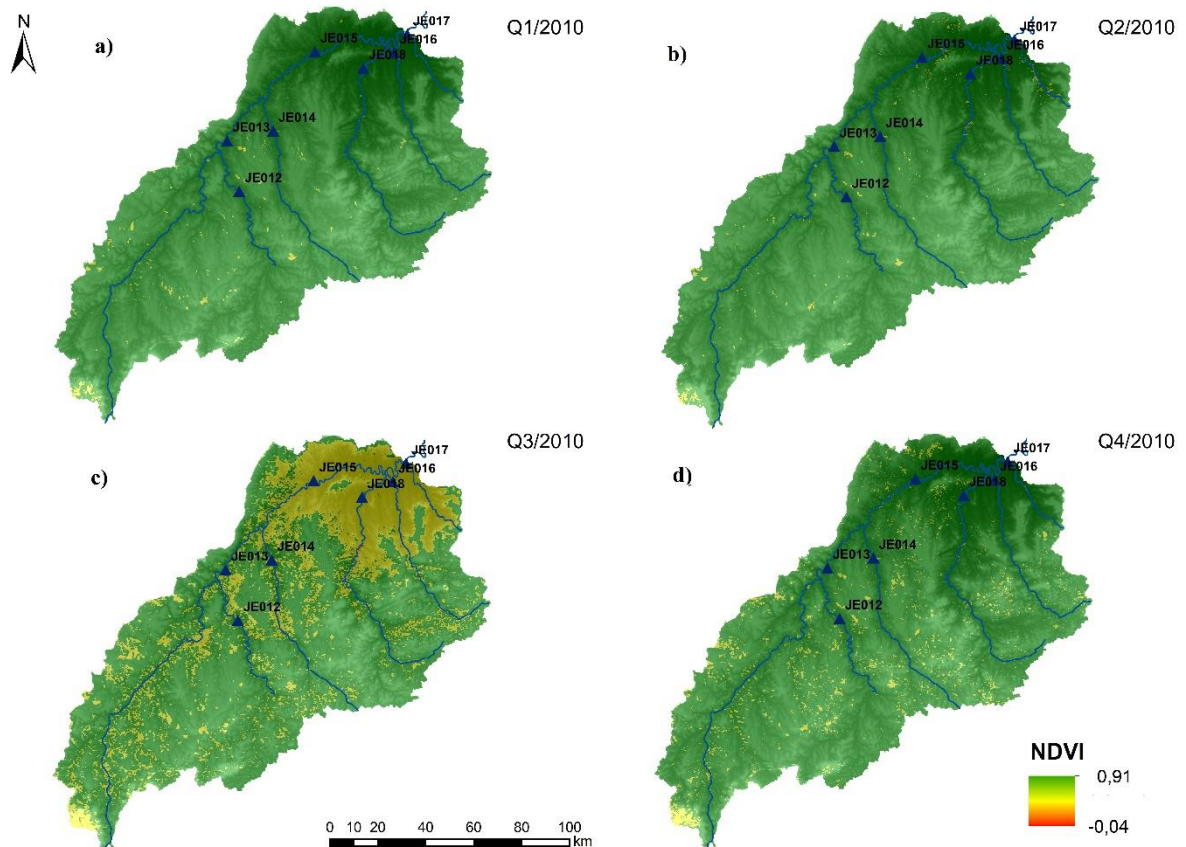 N
a)
Q1/2010
JE017
JE016
JE015
JE018
JE014
JE013
JE012
b)
Q2/2010
JE017
JE016
JE015
JE018
JE014
JE013
JE012
c)
Q3/2010
JE017
JE016
JE015
JE018
JE014
JE013
JE012
d)
Q4/2010
JE017
JE016
JE015
JE018
JE014
JE013
JE012
NDVI
0,91
-0,04
0 10 20 40 60 80 100
km